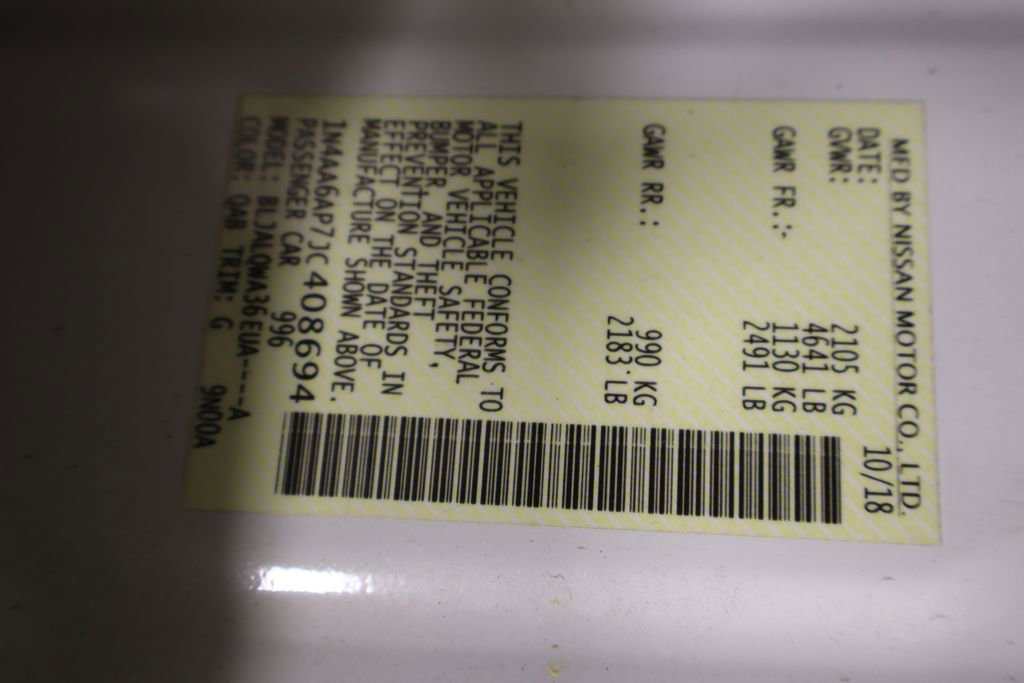 MFD BY NISSAN MOTOR CO., LTD.
DATE: 10/18
GVWR: 2105 KG
4641 LB
GAWR FR.: 1130 KG
2491 LB
GAWR RR.: 990 KG
2183 LB
THIS VEHICLE CONFORMS TO
ALL APPLICABLE FEDERAL
MOTOR VEHICLE SAFETY,
BUMPER, AND THEFT
PREVENTION STANDARDS IN
EFFECT ON THE DATE OF
MANUFACTURE SHOWN ABOVE.
1N4AA6AP7JC408694
PASSENGER CAR 996
MODEL: BLJALQWA36EUA----A
COLOR: QAB TRIM: G 9N00A